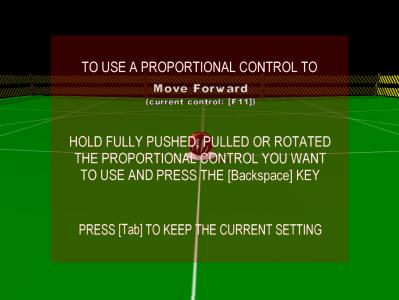 TO USE A PROPORTIONAL CONTROL TO
Move Forward
(current control: [F11])
HOLD FULLY PUSHED, PULLED OR ROTATED
THE PROPORTIONAL CONTROL YOU WANT
TO USE AND PRESS THE [Backspace] KEY
PRESS [Tab] TO KEEP THE CURRENT SETTING